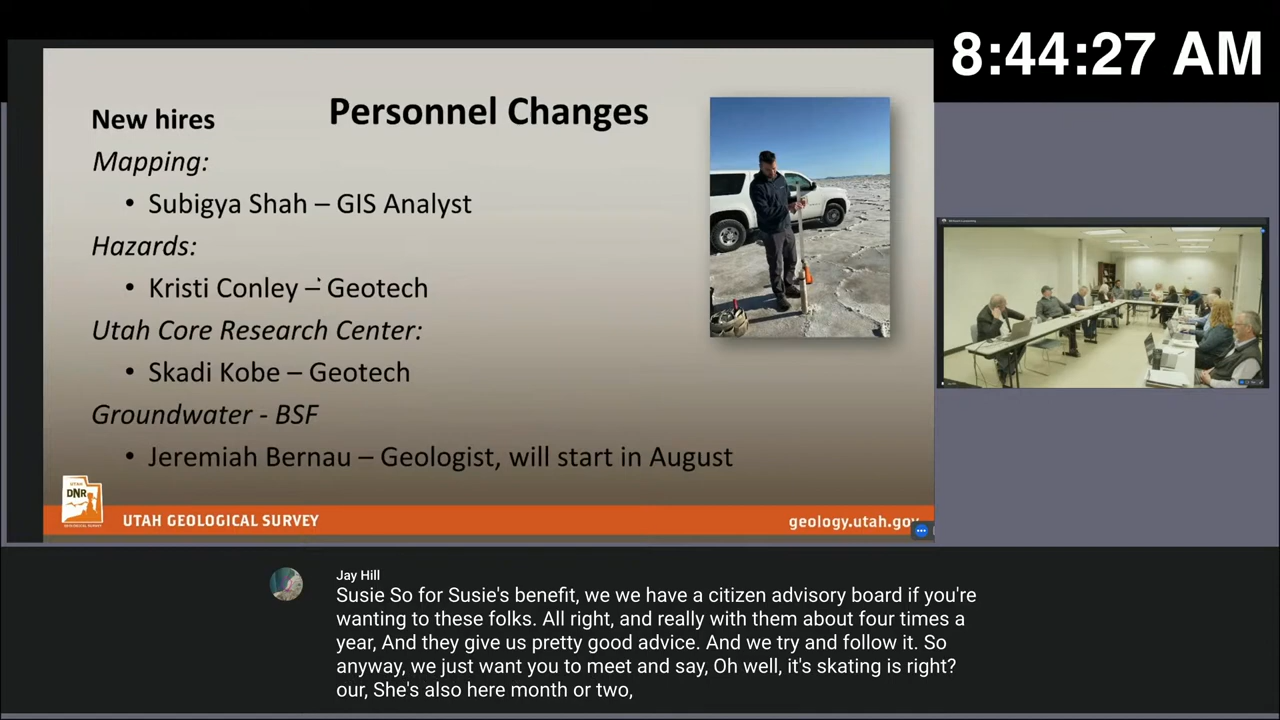 8:44:27 AM
Personnel Changes
New hires
Mapping:
• Subigya Shah – GIS Analyst
Hazards:
• Kristi Conley – Geotech
Utah Core Research Center:
• Skadi Kobe – Geotech
Groundwater - BSF
• Jeremiah Bernau – Geologist, will start in August
UTAH
DNR
UTAH GEOLOGICAL SURVEY
geology.utah.gov
Jay Hill
Susie So for Susie's benefit, we we have a citizen advisory board if you're
wanting to these folks. All right, and really with them about four times a
year, And they give us pretty good advice. And we try and follow it. So
anyway, we just want you to meet and say, Oh well, it's skating is right?
our, She's also here month or two,